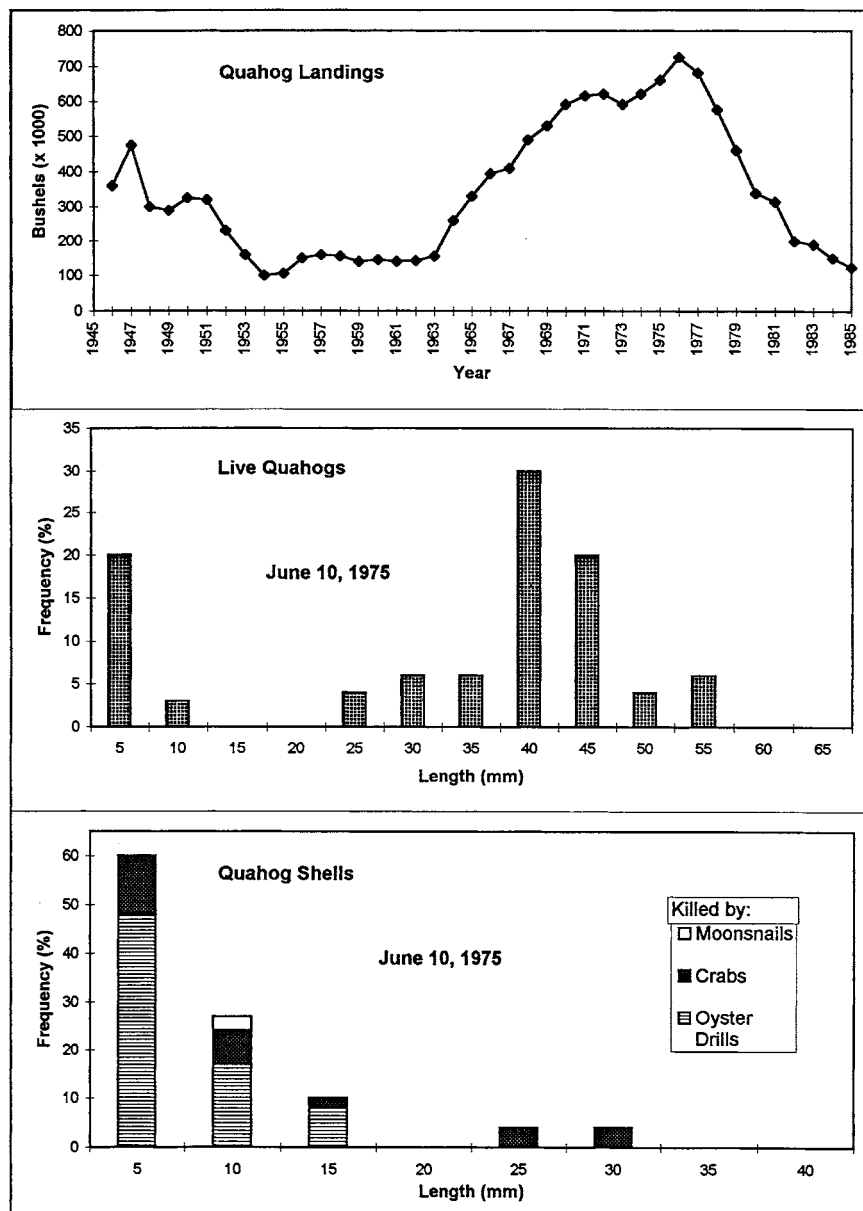 Quahog Landings
Bushels (x 1000)
800
700
600
500
400
300
200
100
0
1945
1947
1949
1951
1953
1955
1957
1959
1961
1963
1965
1967
1969
1971
1973
1975
1977
1979
1981
1983
1985
Year
Live Quahogs
June 10, 1975
Frequency (%)
35
30
25
20
15
10
5
0
5 10 15 20 25 30 35 40 45 50 55 60 65
Length (mm)
Quahog Shells
June 10, 1975
Frequency (%)
60
50
40
30
20
10
0
Killed by:
Moonsnails
Crabs
Oyster
Drills
5 10 15 20 25 30 35 40
Length (mm)